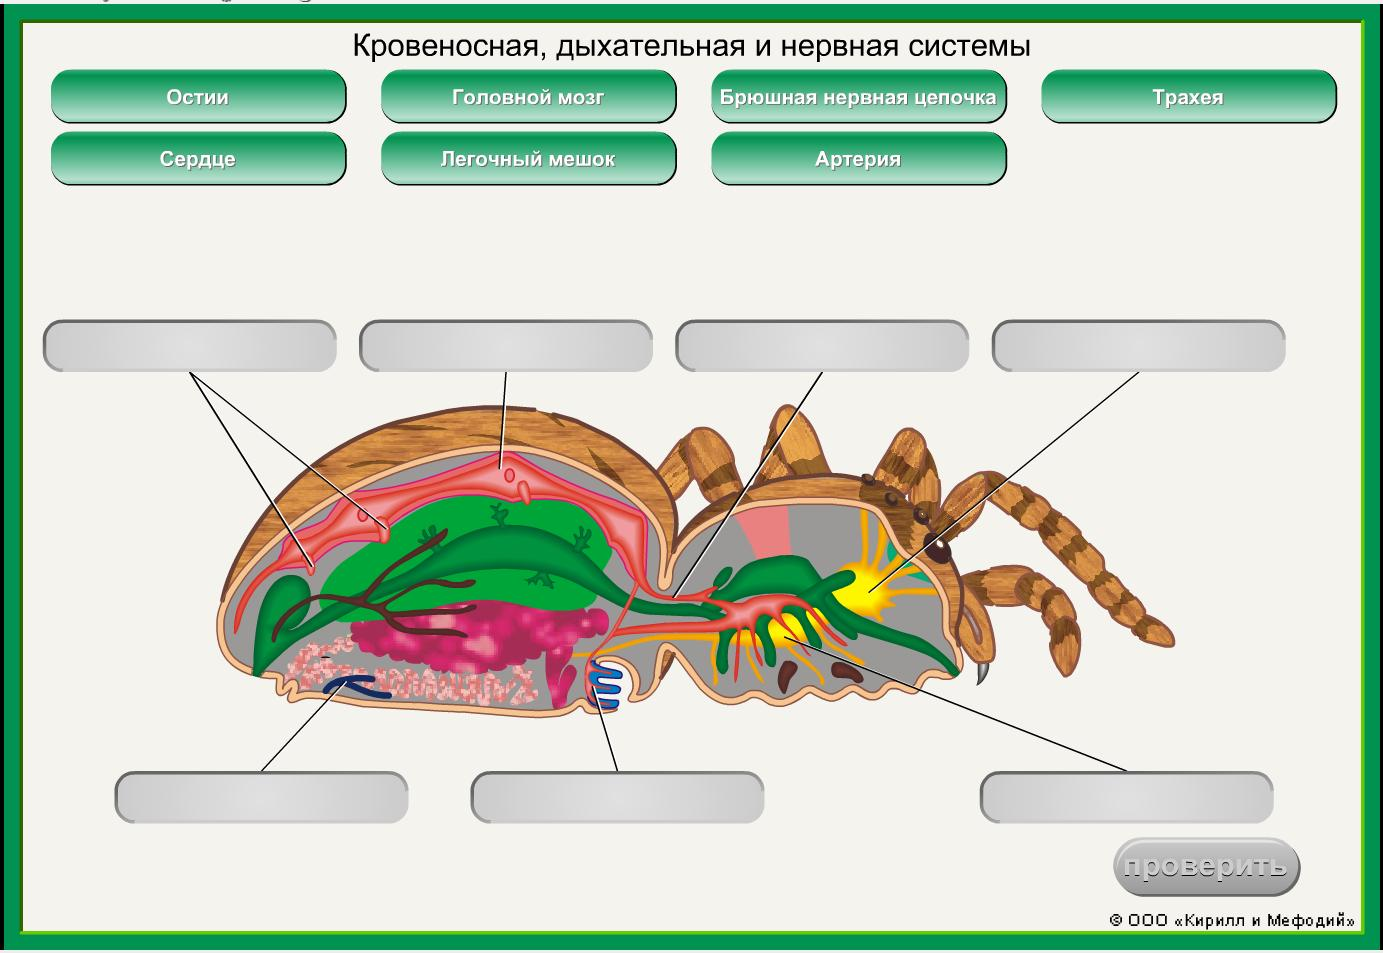 Кровеносная, дыхательная и нервная системы
Остии
Головной мозг
Брюшная нервная цепочка
Трахея
Сердце
Легочный мешок
Артерия
проверить
© ООО «Кирилл и Мефодий»